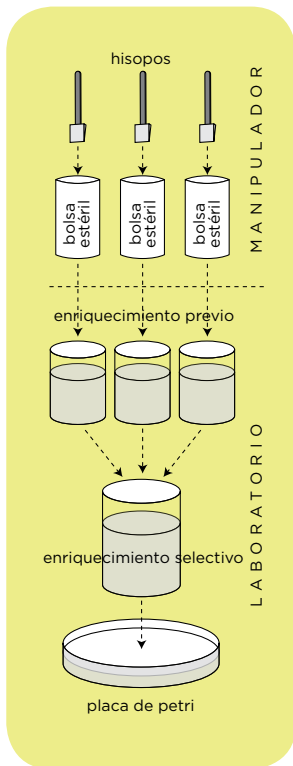 hisopos
MANIPULADOR
bolsa
estéril
bolsa
estéril
bolsa
estéril
enriquecimiento previo
LABORATORIO
enriquecimiento selectivo
placa de petri